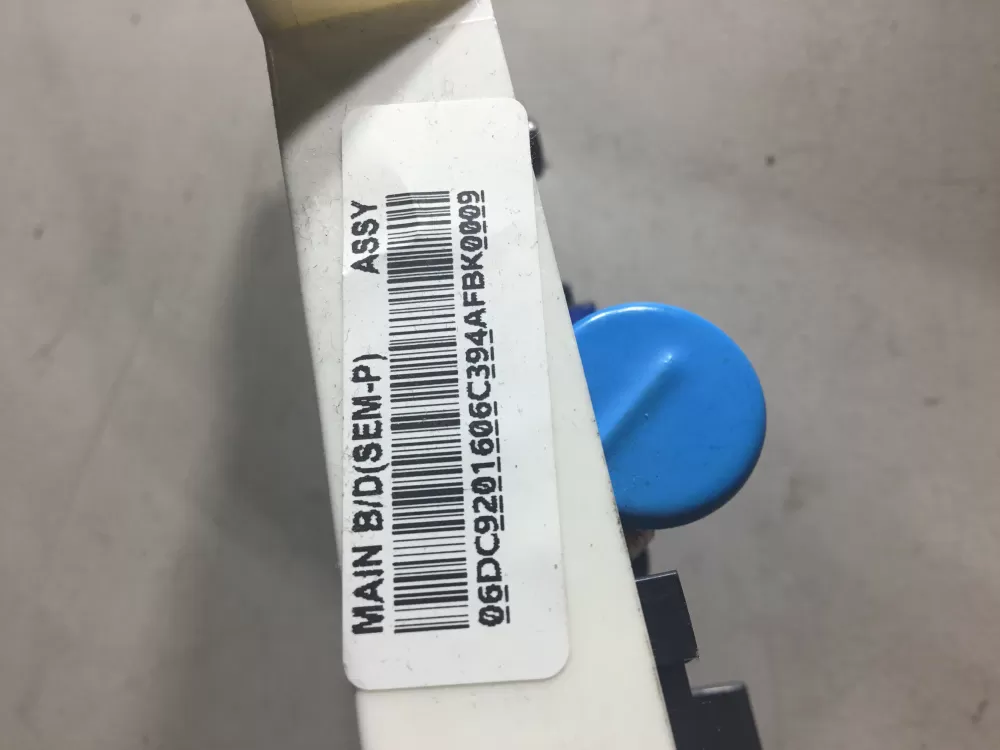 MAIN B/D(SEM-P) ASSY
06DC9201606C394AFBK0009